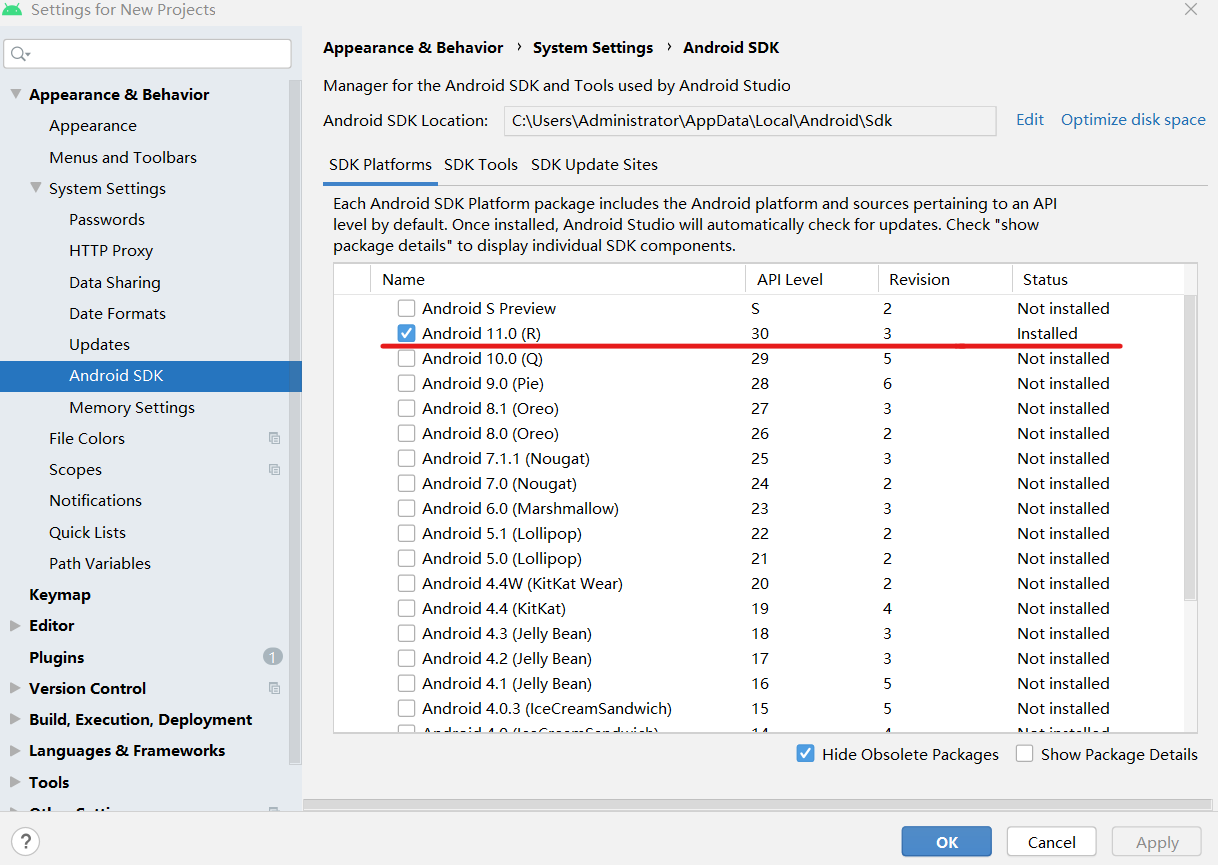 Settings for New Projects
Appearance & Behavior
Appearance
Menus and Toolbars
System Settings
Passwords
HTTP Proxy
Data Sharing
Date Formats
Updates
Android SDK
Memory Settings
File Colors
Scopes
Notifications
Quick Lists
Path Variables
Keymap
Editor
Plugins 1
Version Control
Build, Execution, Deployment
Languages & Frameworks
Tools
Appearance & Behavior › System Settings › Android SDK
Manager for the Android SDK and Tools used by Android Studio
Android SDK Location: C:\Users\Administrator\AppData\Local\Android\Sdk Edit Optimize disk space
SDK Platforms SDK Tools SDK Update Sites
Each Android SDK Platform package includes the Android platform and sources pertaining to an API
level by default. Once installed, Android Studio will automatically check for updates. Check "show
package details" to display individual SDK components.
Name API Level Revision Status
Android S Preview S 2 Not installed
Android 11.0 (R) 30 3 Installed
Android 10.0 (Q) 29 5 Not installed
Android 9.0 (Pie) 28 6 Not installed
Android 8.1 (Oreo) 27 3 Not installed
Android 8.0 (Oreo) 26 2 Not installed
Android 7.1.1 (Nougat) 25 3 Not installed
Android 7.0 (Nougat) 24 2 Not installed
Android 6.0 (Marshmallow) 23 3 Not installed
Android 5.1 (Lollipop) 22 2 Not installed
Android 5.0 (Lollipop) 21 2 Not installed
Android 4.4W (KitKat Wear) 20 2 Not installed
Android 4.4 (KitKat) 19 4 Not installed
Android 4.3 (Jelly Bean) 18 3 Not installed
Android 4.2 (Jelly Bean) 17 3 Not installed
Android 4.1 (Jelly Bean) 16 5 Not installed
Android 4.0.3 (IceCreamSandwich) 15 5 Not installed
Hide Obsolete Packages Show Package Details
? OK Cancel Apply